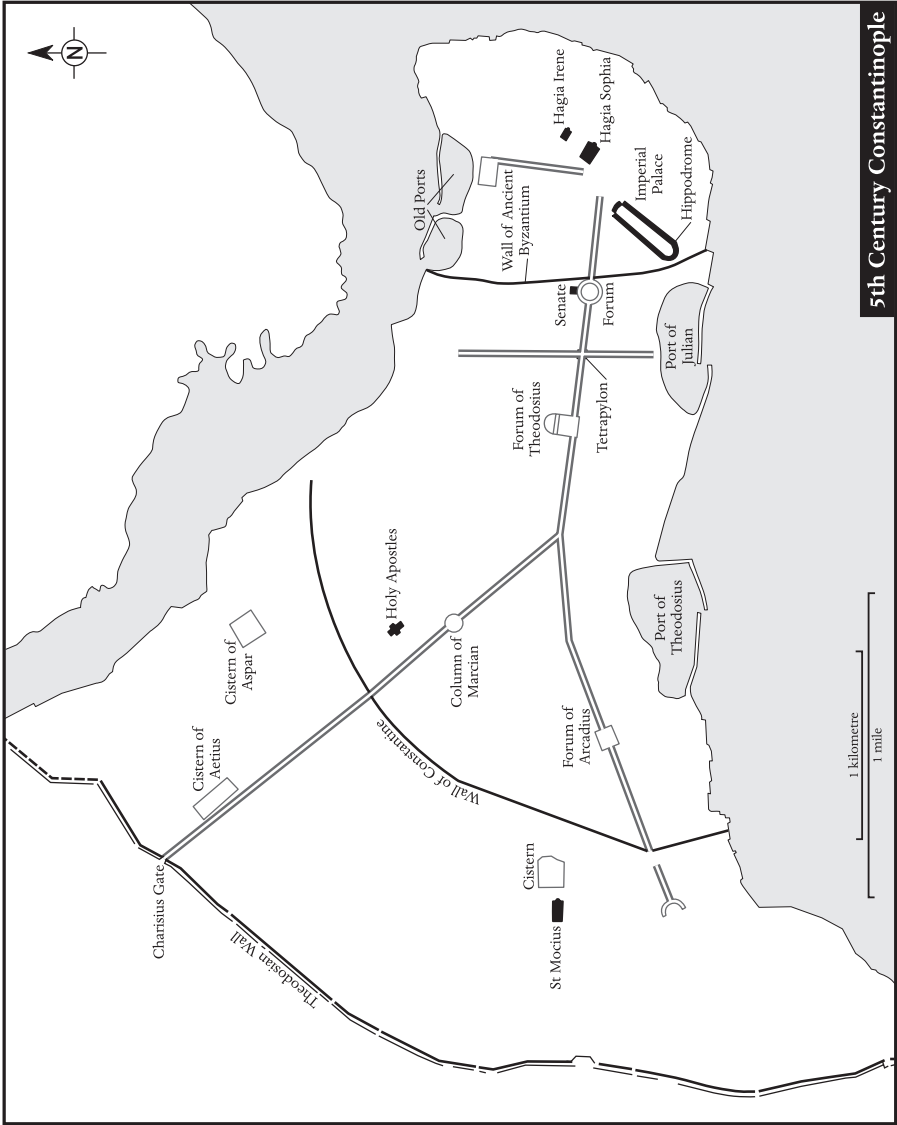 5th Century Constantinople
N
Charisius Gate
Theodosian Wall
Cistern of
Aetius
Cistern of
Aspar
Wall of Constantine
Holy Apostles
Column of
Marcian
St Mocius
Cistern
Forum of
Arcadius
Forum of
Theodosius
Tetrapylon
Senate
Forum
Old Ports
Wall of Ancient
Byzantium
Hagia Irene
Hagia Sophia
Imperial
Palace
Hippodrome
Port of
Julian
Port of
Theodosius
1 kilometre
1 mile